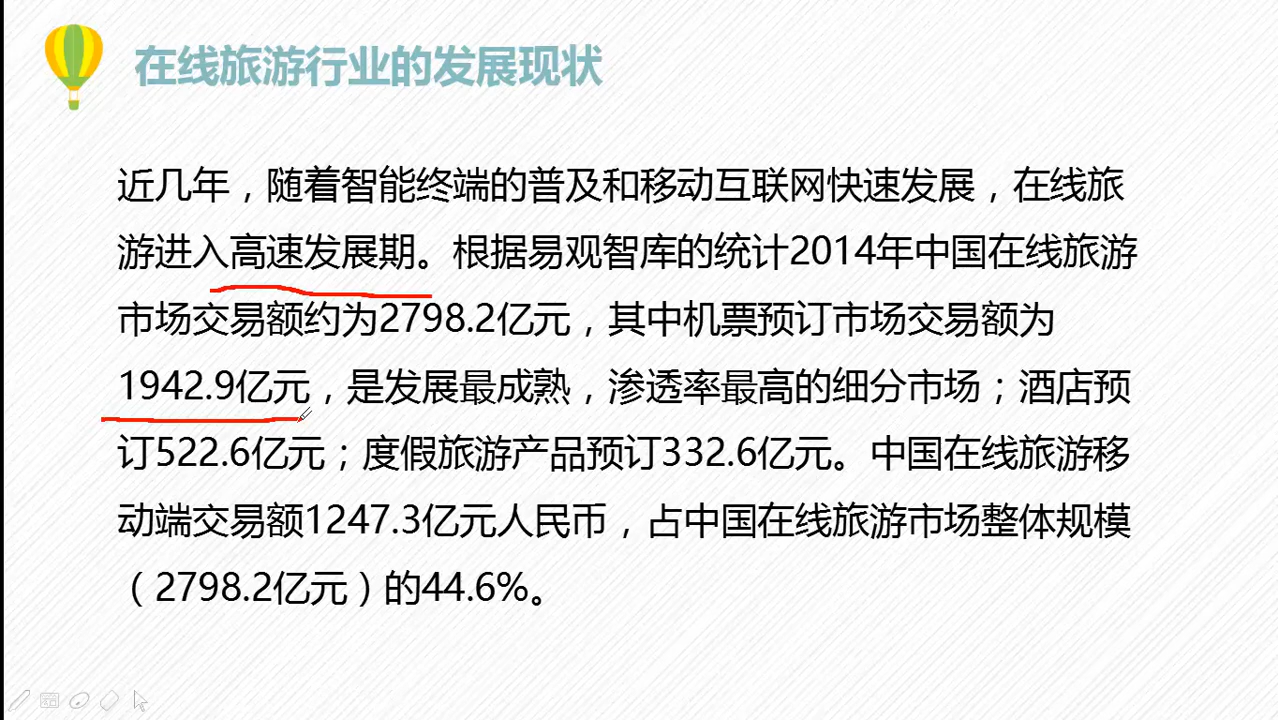 在线旅游行业的发展现状
近几年，随着智能终端的普及和移动互联网快速发展，在线旅
游进入高速发展期。根据易观智库的统计2014年中国在线旅游
市场交易额约为2798.2亿元，其中机票预订市场交易额为
1942.9亿元，是发展最成熟，渗透率最高的细分市场；酒店预
订522.6亿元；度假旅游产品预订332.6亿元。中国在线旅游移
动端交易额1247.3亿元人民币，占中国在线旅游市场整体规模
（2798.2亿元）的44.6%。